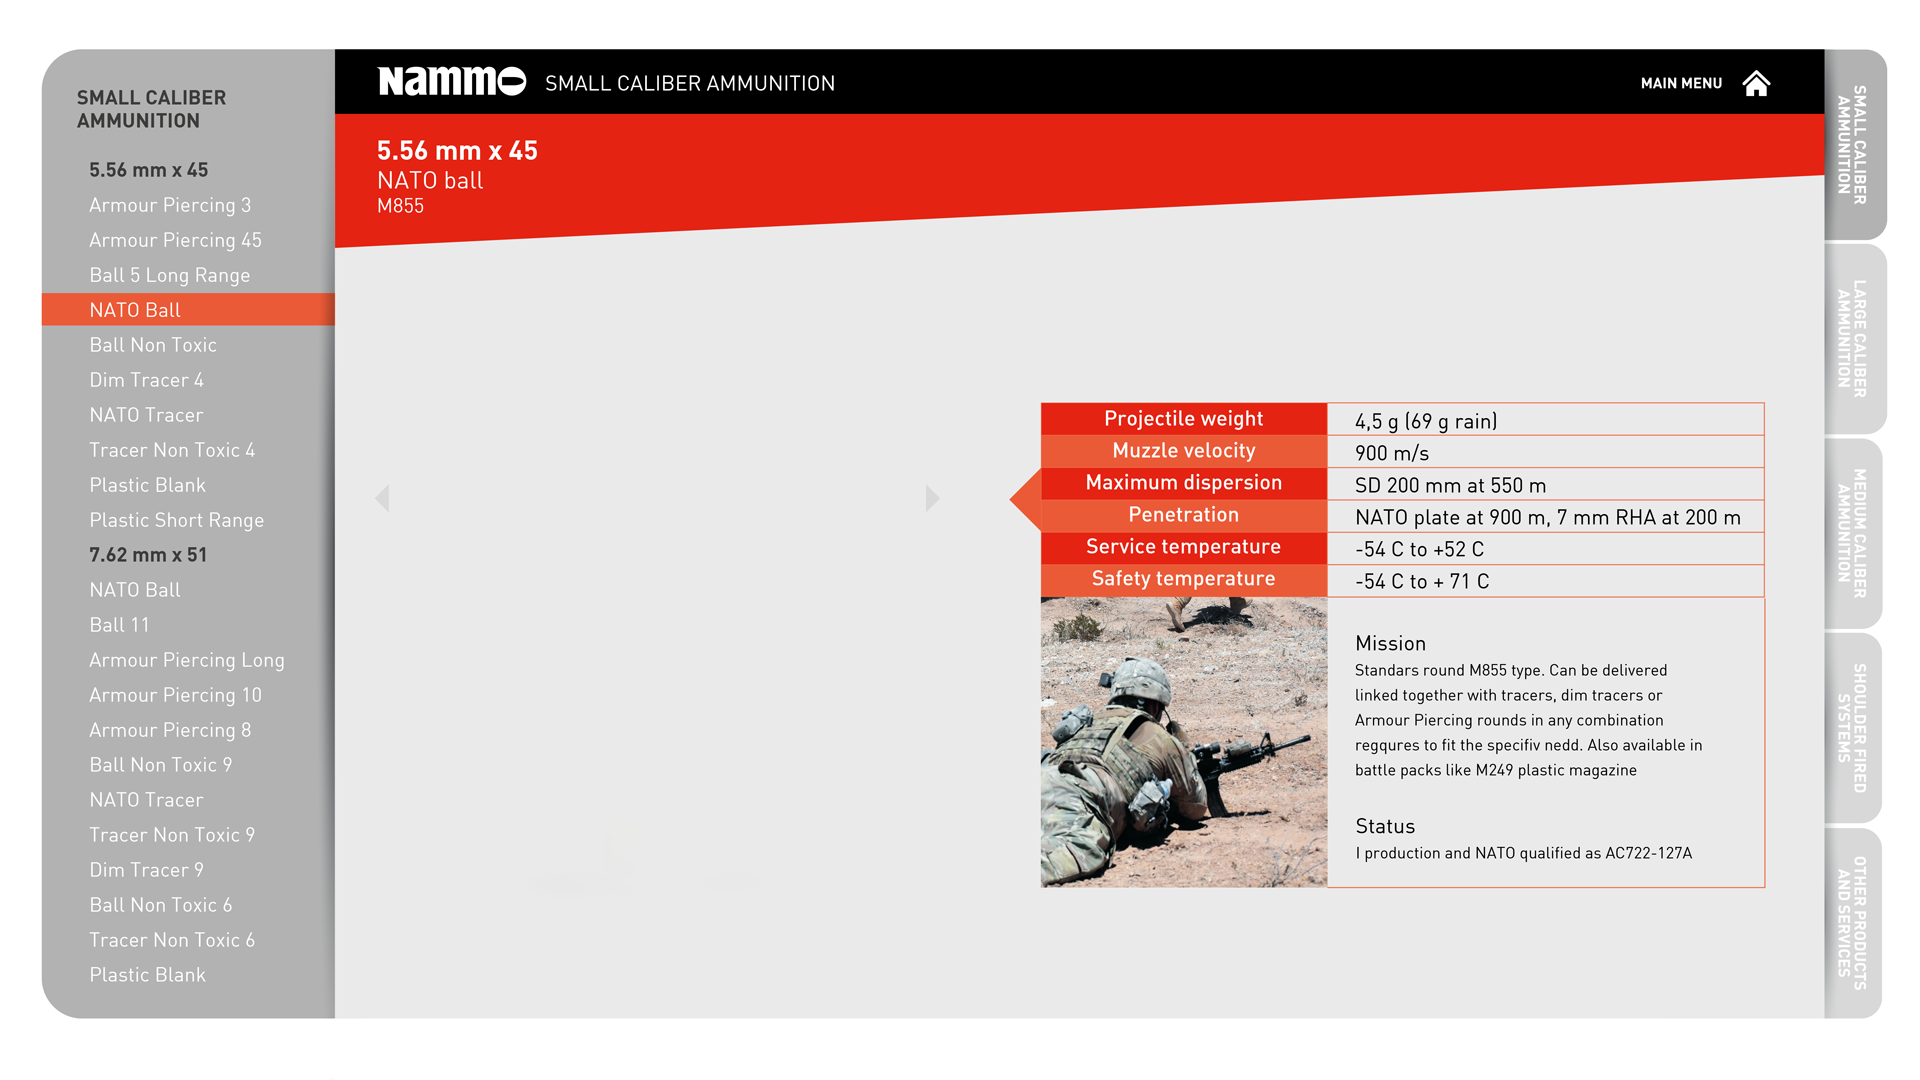 SMALL CALIBER
AMMUNITION
5.56 mm x 45
Armour Piercing 3
Armour Piercing 45
Ball 5 Long Range
NATO Ball
Ball Non Toxic
Dim Tracer 4
NATO Tracer
Tracer Non Toxic 4
Plastic Blank
Plastic Short Range
7.62 mm x 51
NATO Ball
Ball 11
Armour Piercing Long
Armour Piercing 10
Armour Piercing 8
Ball Non Toxic 9
NATO Tracer
Tracer Non Toxic 9
Dim Tracer 9
Ball Non Toxic 6
Tracer Non Toxic 6
Plastic Blank
Nammo SMALL CALIBER AMMUNITION
MAIN MENU
5.56 mm x 45
NATO ball
M855
Projectile weight 4,5 g (69 g rain)
Muzzle velocity 900 m/s
Maximum dispersion SD 200 mm at 550 m
Penetration NATO plate at 900 m, 7 mm RHA at 200 m
Service temperature -54 C to +52 C
Safety temperature -54 C to + 71 C
Mission
Standars round M855 type. Can be delivered
linked together with tracers, dim tracers or
Armour Piercing rounds in any combination
regqures to fit the specifiv nedd. Also available in
battle packs like M249 plastic magazine
Status
I production and NATO qualified as AC722-127A
SMALL CALIBER
AMMUNITION
LARGE CALIBER
AMMUNITION
MEDIUM CALIBER
AMMUNITION
SHOULDER FIRED
SYSTEMS
OTHER PRODUCTS
AND SERVICES